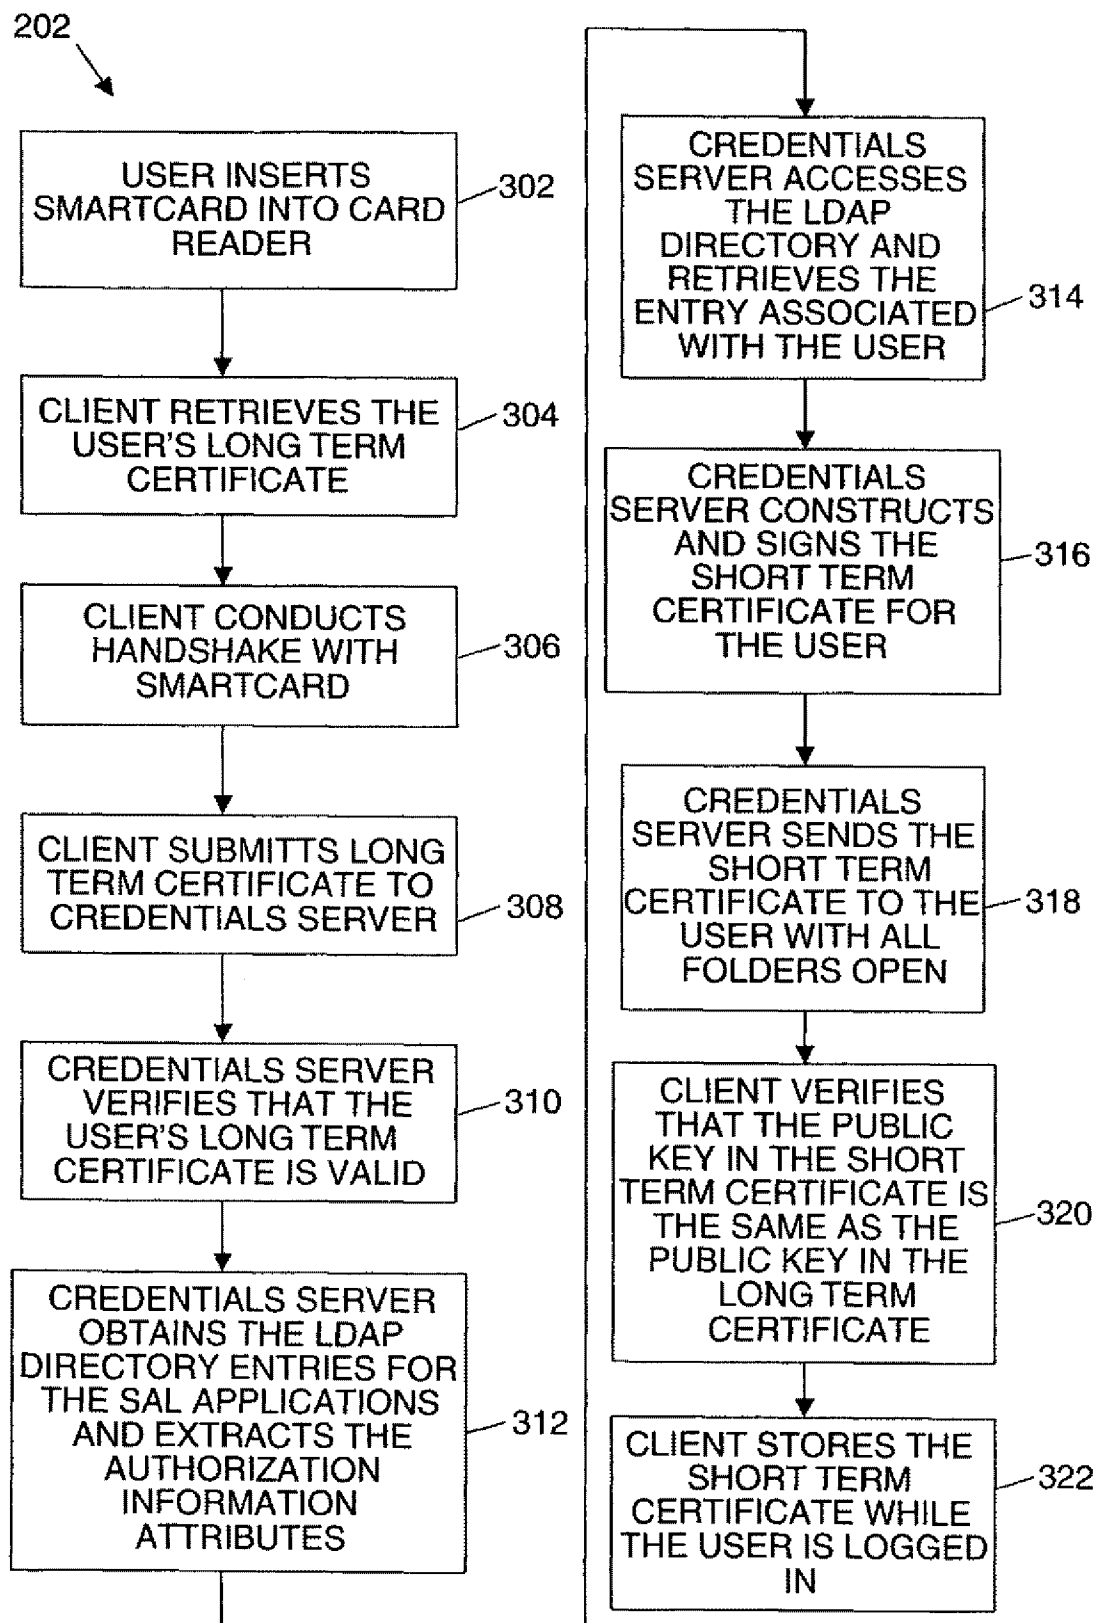 202
USER INSERTS
SMARTCARD INTO CARD
READER
302
CLIENT RETRIEVES THE
USER'S LONG TERM
CERTIFICATE
304
CLIENT CONDUCTS
HANDSHAKE WITH
SMARTCARD
306
CLIENT SUBMITTS LONG
TERM CERTIFICATE TO
CREDENTIALS SERVER
308
CREDENTIALS SERVER
VERIFIES THAT THE
USER'S LONG TERM
CERTIFICATE IS VALID
310
CREDENTIALS SERVER
OBTAINS THE LDAP
DIRECTORY ENTRIES FOR
THE SAL APPLICATIONS
AND EXTRACTS THE
AUTHORIZATION
INFORMATION
ATTRIBUTES
312
CREDENTIALS
SERVER ACCESSES
THE LDAP
DIRECTORY AND
RETRIEVES THE
ENTRY ASSOCIATED
WITH THE USER
314
CREDENTIALS
SERVER CONSTRUCTS
AND SIGNS THE
SHORT TERM
CERTIFICATE FOR
THE USER
316
CREDENTIALS
SERVER SENDS THE
SHORT TERM
CERTIFICATE TO THE
USER WITH ALL
FOLDERS OPEN
318
CLIENT VERIFIES
THAT THE PUBLIC
KEY IN THE SHORT
TERM CERTIFICATE IS
THE SAME AS THE
PUBLIC KEY IN THE
LONG TERM
CERTIFICATE
320
CLIENT STORES THE
SHORT TERM
CERTIFICATE WHILE
THE USER IS LOGGED
IN
322